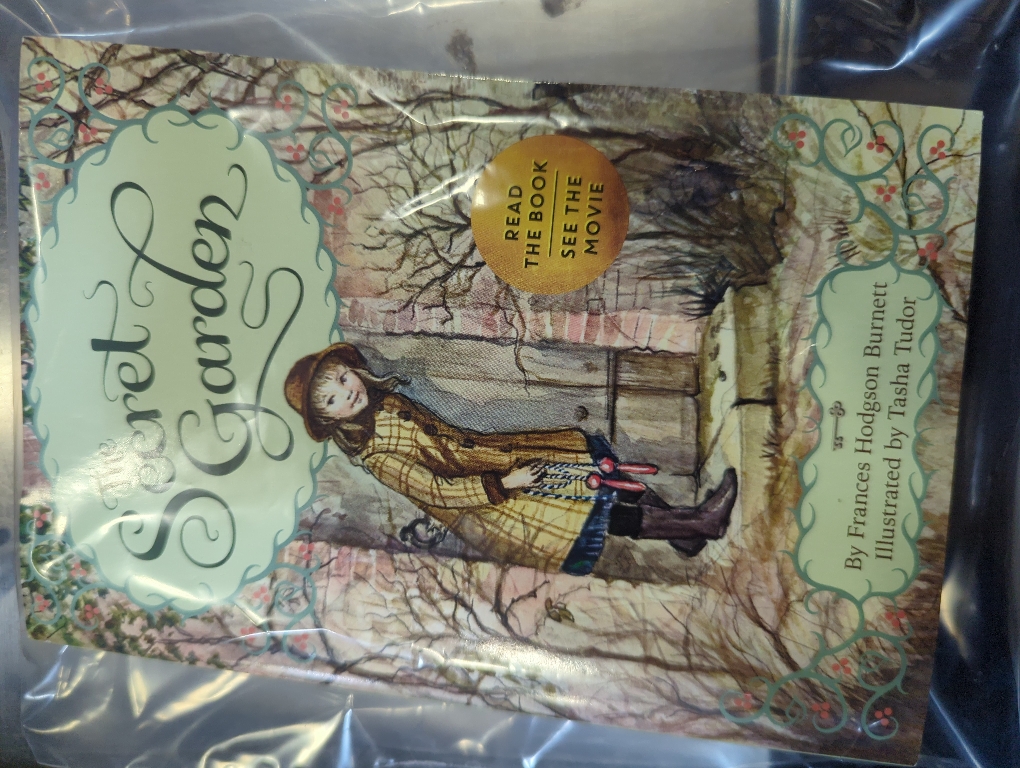 The
Secret
Garden
READ
THE BOOK
SEE THE
MOVIE
By Frances Hodgson Burnett
Illustrated by Tasha Tudor